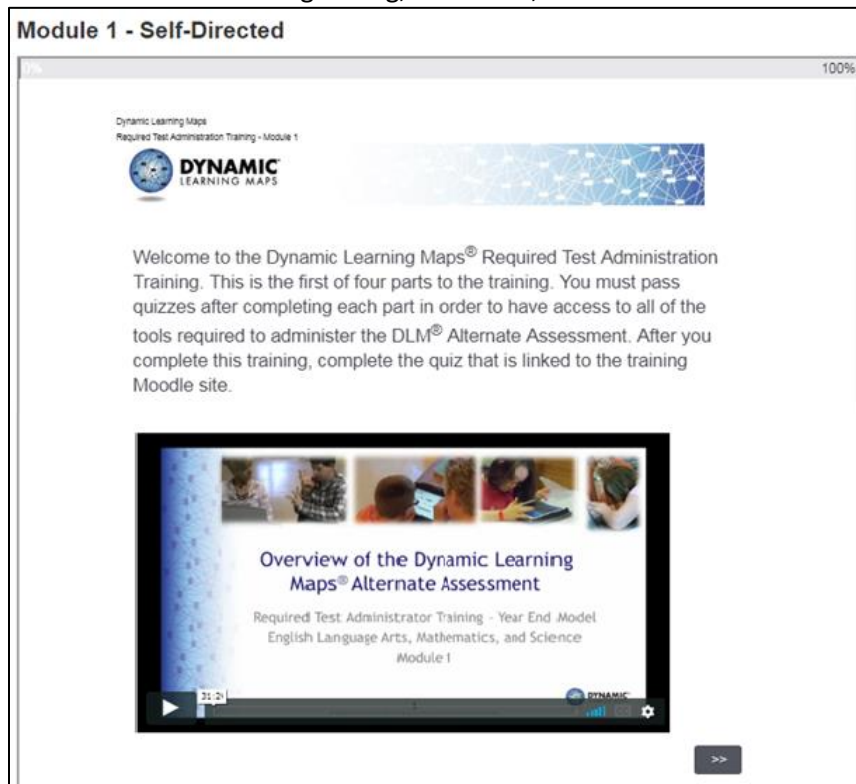 Module 1 - Self-Directed
0%
100%
Dynamic Learning Maps
Required Test Administration Training - Module 1
DYNAMIC
LEARNING MAPS
Welcome to the Dynamic Learning Maps® Required Test Administration
Training. This is the first of four parts to the training. You must pass
quizzes after completing each part in order to have access to all of the
tools required to administer the DLM® Alternate Assessment. After you
complete this training, complete the quiz that is linked to the training
Moodle site.
Overview of the Dynamic Learning
Maps® Alternate Assessment
Required Test Administrator Training - Year End Model
English Language Arts, Mathematics, and Science
Module 1
DYNAMIC
>>